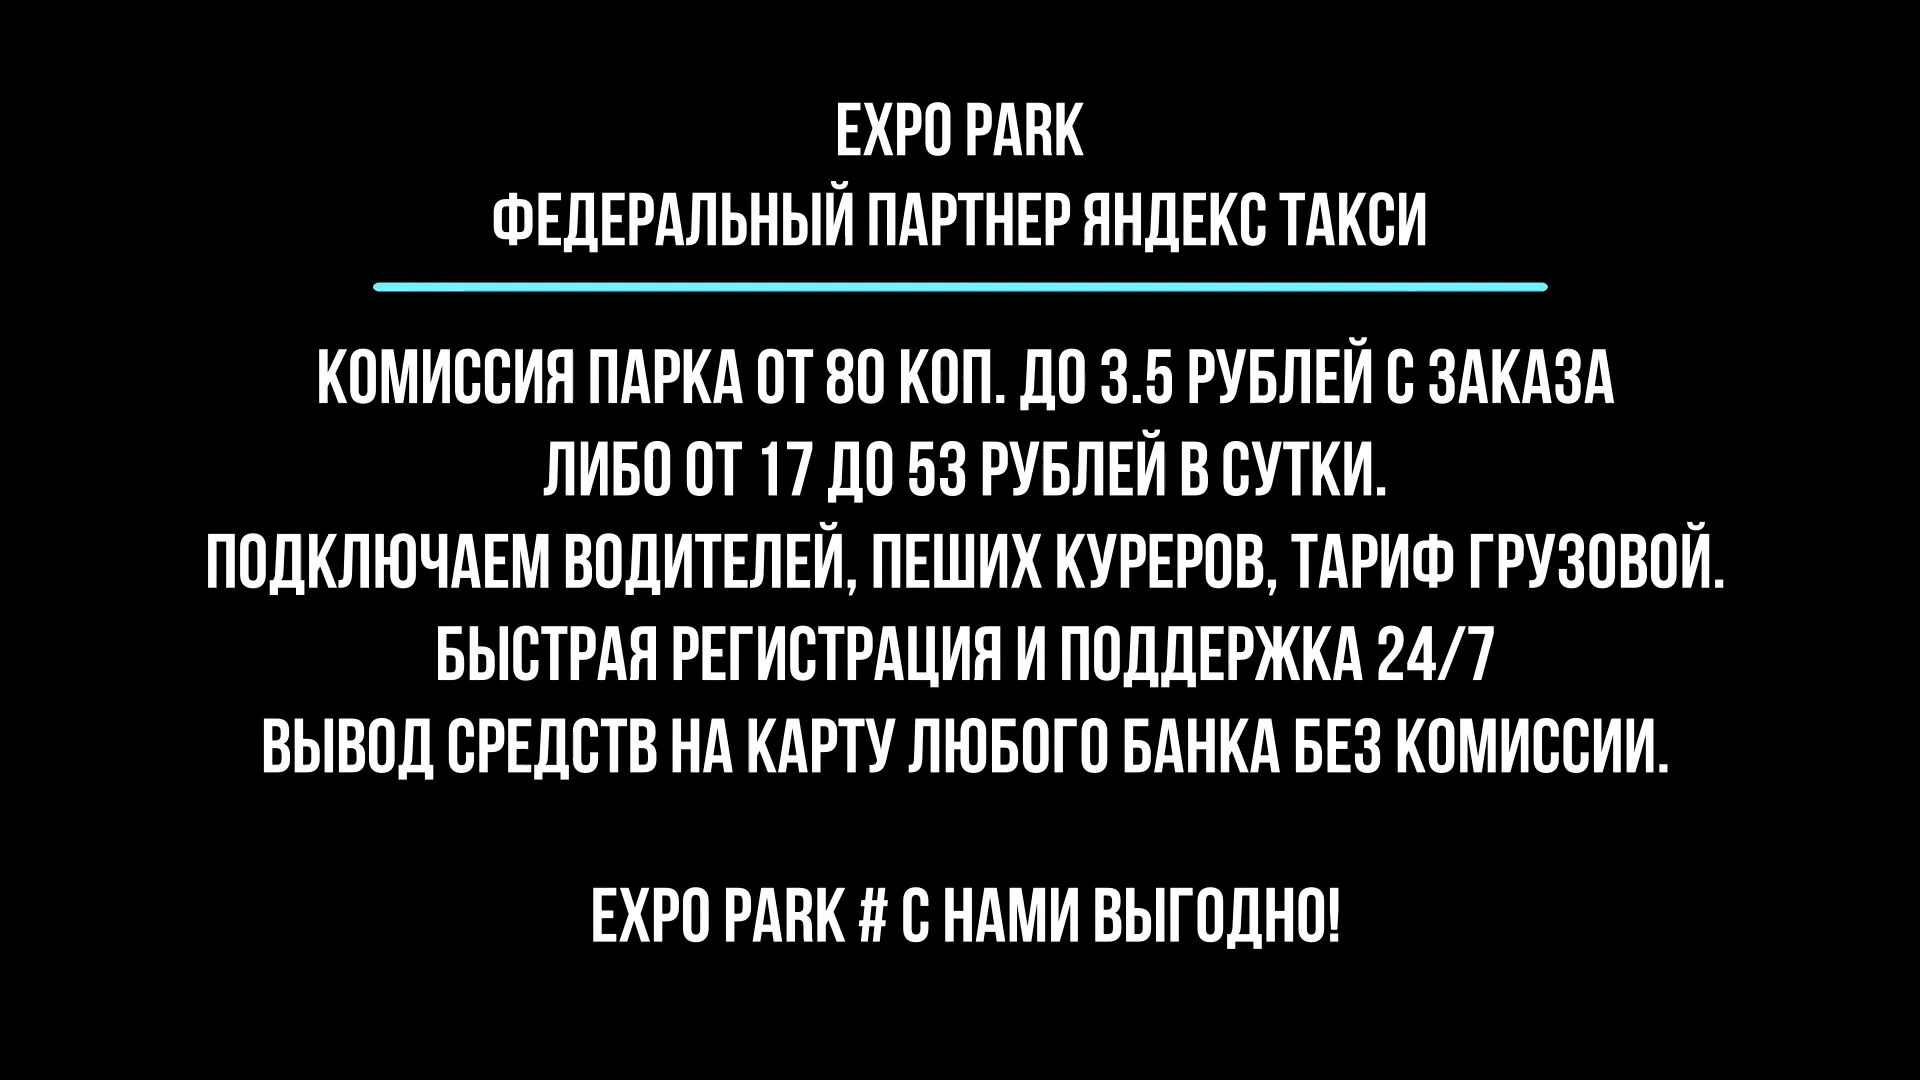 EXPO PARK
ФЕДЕРАЛЬНЫЙ ПАРТНЕР ЯНДЕКС ТАКСИ
КОМИССИЯ ПАРКА ОТ 80 КОП. ДО 3.5 РУБЛЕЙ С ЗАКАЗА
ЛИБО ОТ 17 ДО 53 РУБЛЕЙ В СУТКИ.
ПОДКЛЮЧАЕМ ВОДИТЕЛЕЙ, ПЕШИХ КУРЕРОВ, ТАРИФ ГРУЗОВОЙ.
БЫСТРАЯ РЕГИСТРАЦИЯ И ПОДДЕРЖКА 24/7
ВЫВОД СРЕДСТВ НА КАРТУ ЛЮБОГО БАНКА БЕЗ КОМИССИИ.
EXPO PARK # С НАМИ ВЫГОДНО!